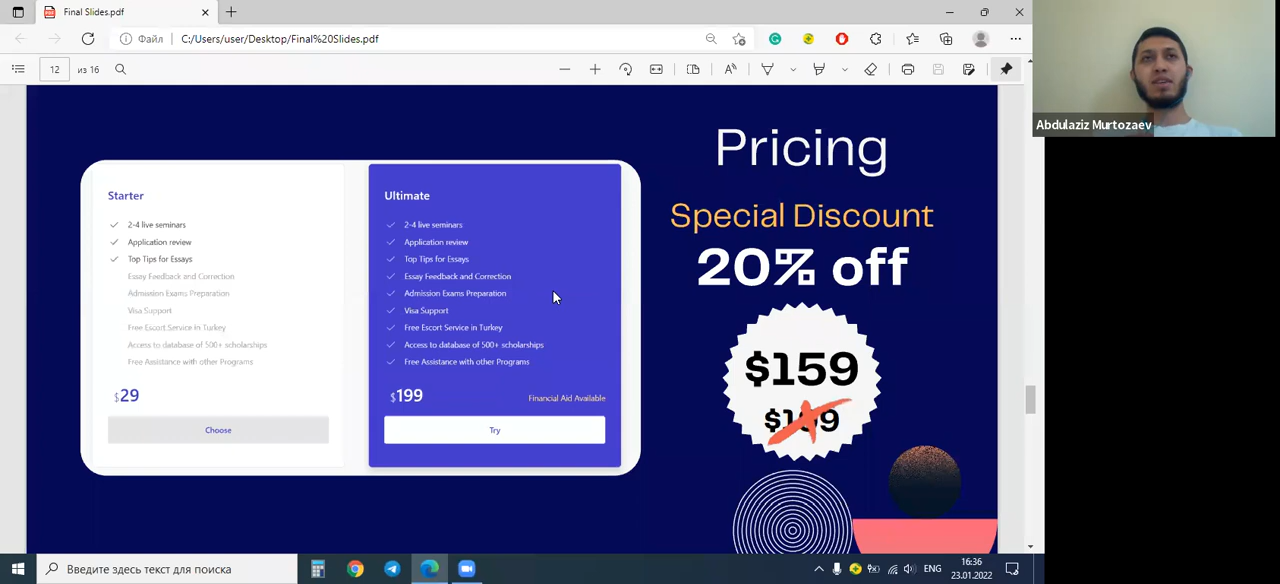 Final Slides.pdf
Файл
C:/Users/user/Desktop/Final%20Slides.pdf
12
из 16
Abdulaziz Murtozaev
Starter
2-4 live seminars
Application review
Top Tips for Essays
Essay Feedback and Correction
Admission Exams Preparation
Visa Support
Free Escort Service in Turkey
Access to database of 500+ scholarships
Free Assistance with other Programs
$29
Choose
Ultimate
2-4 live seminars
Application review
Top Tips for Essays
Essay Feedback and Correction
Admission Exams Preparation
Visa Support
Free Escort Service in Turkey
Access to database of 500+ scholarships
Free Assistance with other Programs
$199
Financial Aid Available
Try
Pricing
Special Discount
20% off
$159
$199
Введите здесь текст для поиска
ENG
16:36
23.01.2022